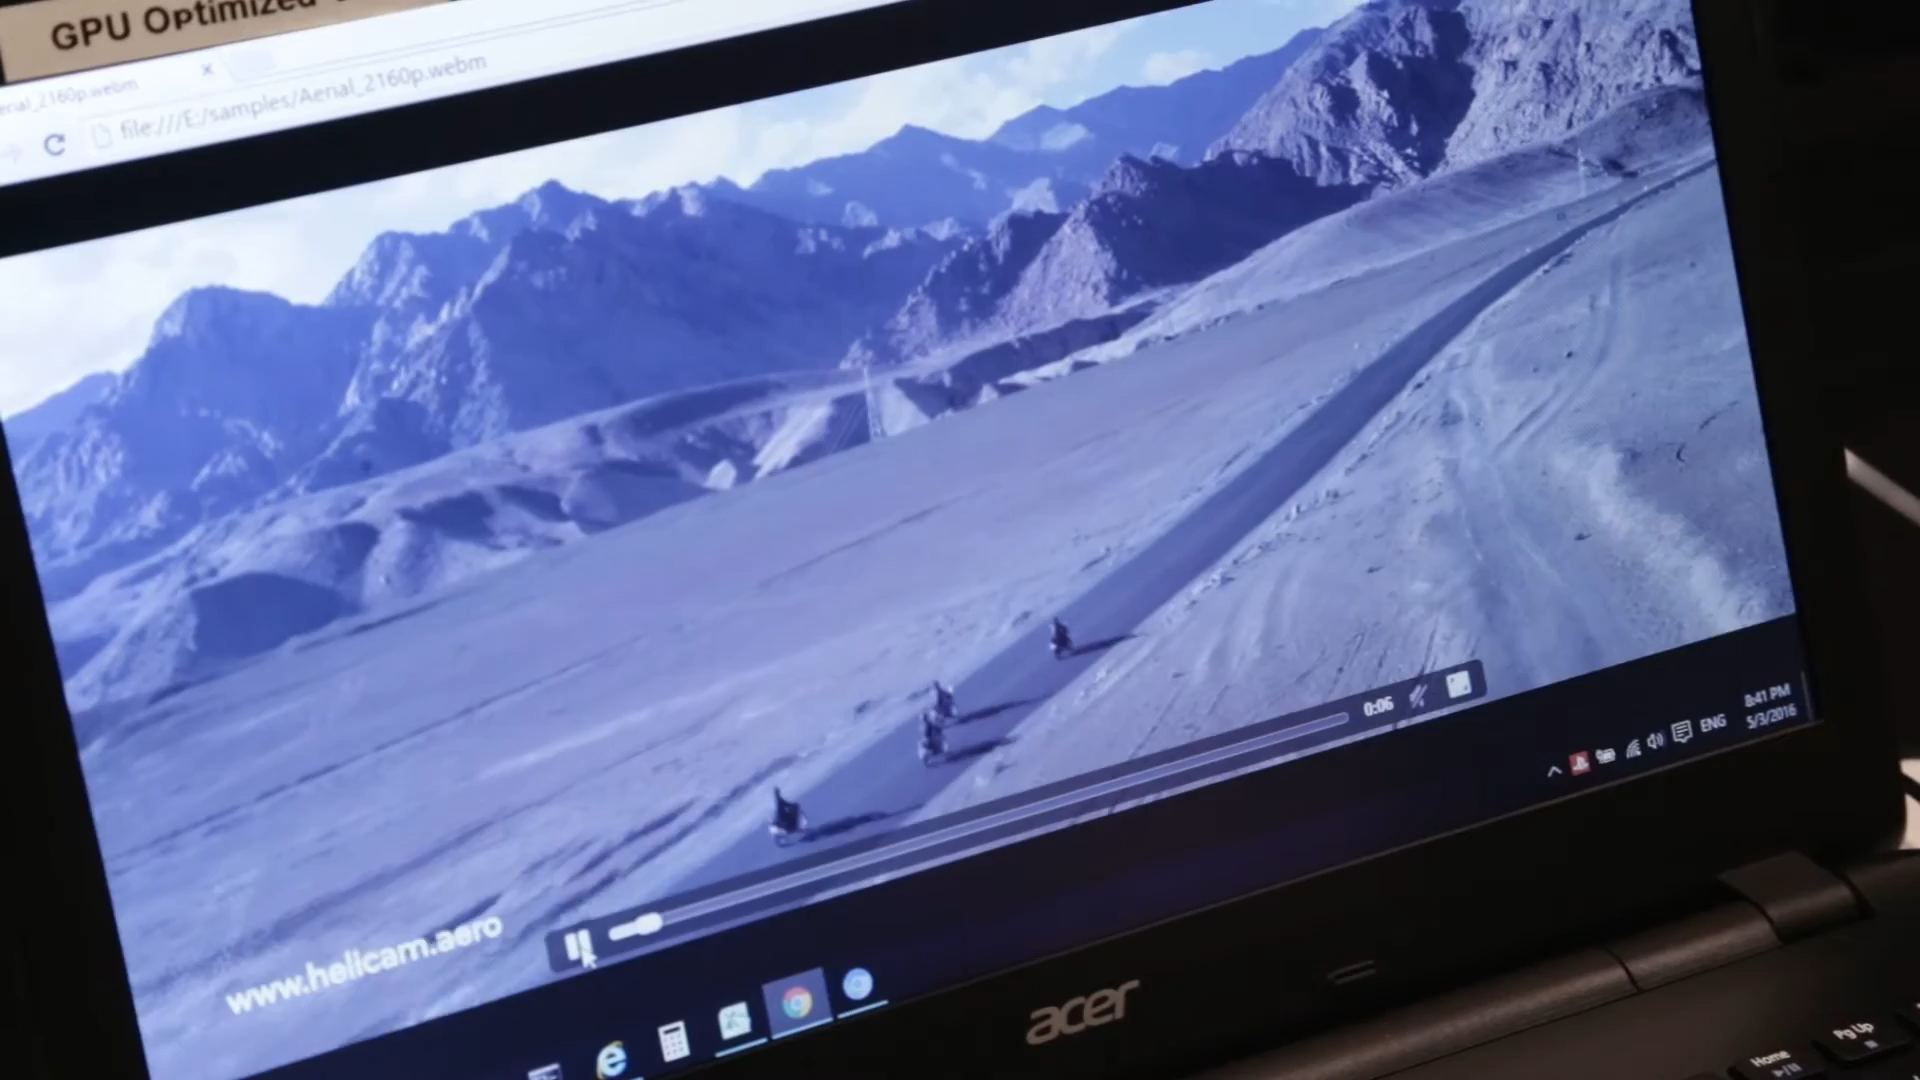 GPU Optimized
erial_2160p.webm
file:///E:/samples/Aerial_2160p.webm
0:06
ENG
8:41 PM
5/3/2016
www.helicam.aero
acer
Home
Pg Up